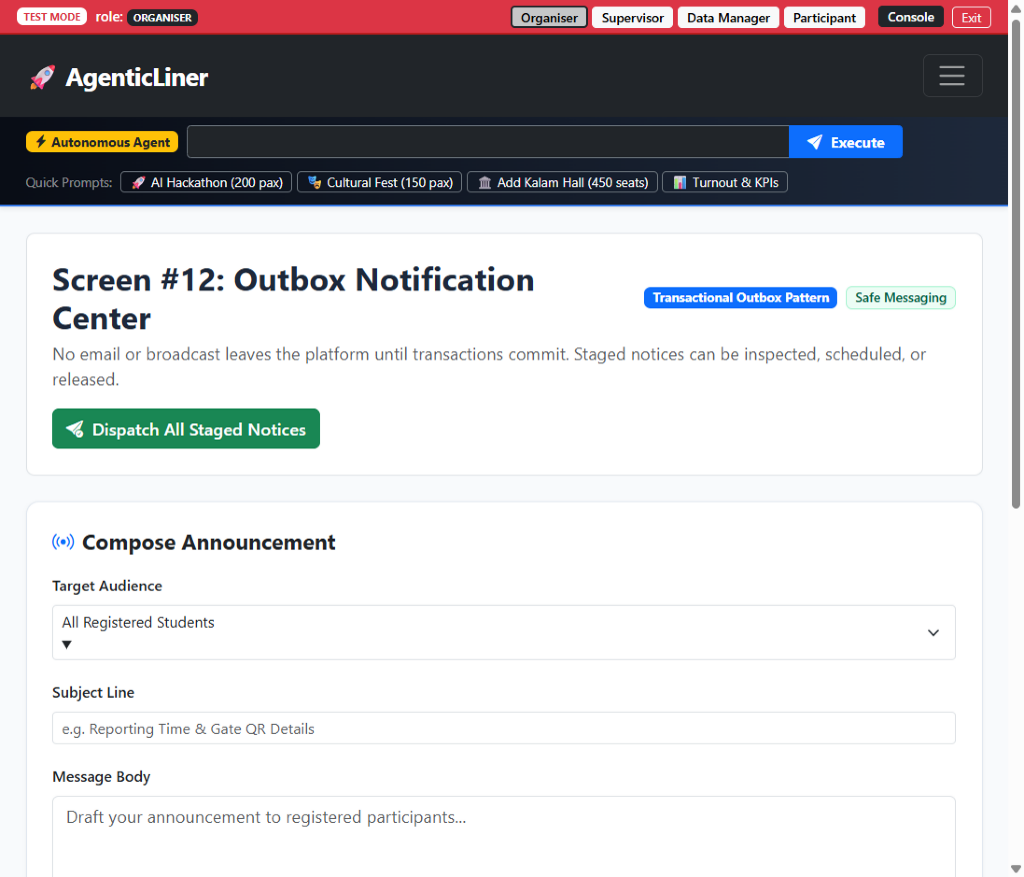 TEST MODE role: ORGANISER Organiser Supervisor Data Manager Participant Console Exit
🚀 AgenticLiner
⚡ Autonomous Agent Execute
Quick Prompts: 🚀 AI Hackathon (200 pax) 🎭 Cultural Fest (150 pax) 🏛️ Add Kalam Hall (450 seats) 📊 Turnout & KPIs
Screen #12: Outbox Notification
Center
Transactional Outbox Pattern Safe Messaging
No email or broadcast leaves the platform until transactions commit. Staged notices can be inspected, scheduled, or
released.
Dispatch All Staged Notices
Compose Announcement
Target Audience
All Registered Students
▼
Subject Line
e.g. Reporting Time & Gate QR Details
Message Body
Draft your announcement to registered participants...